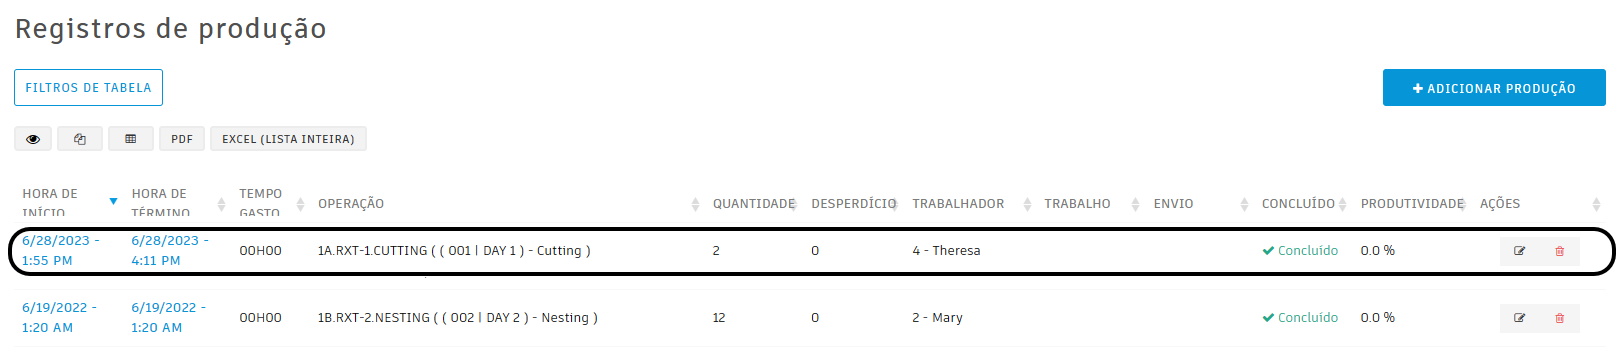 Registros de produção
FILTROS DE TABELA
+ ADICIONAR PRODUÇÃO
PDF
EXCEL (LISTA INTEIRA)
HORA DE INÍCIO HORA DE TÉRMINO TEMPO GASTO OPERAÇÃO QUANTIDADE DESPERDÍCIO TRABALHADOR TRABALHO ENVIO CONCLUÍDO PRODUTIVIDADE AÇÕES
6/28/2023 - 1:55 PM 6/28/2023 - 4:11 PM 00H00 1A.RXT-1.CUTTING ( ( 001 | DAY 1 ) - Cutting ) 2 0 4 - Theresa Concluído 0.0 %
6/19/2022 - 1:20 AM 6/19/2022 - 1:20 AM 00H00 1B.RXT-2.NESTING ( ( 002 | DAY 2 ) - Nesting ) 12 0 2 - Mary Concluído 0.0 %